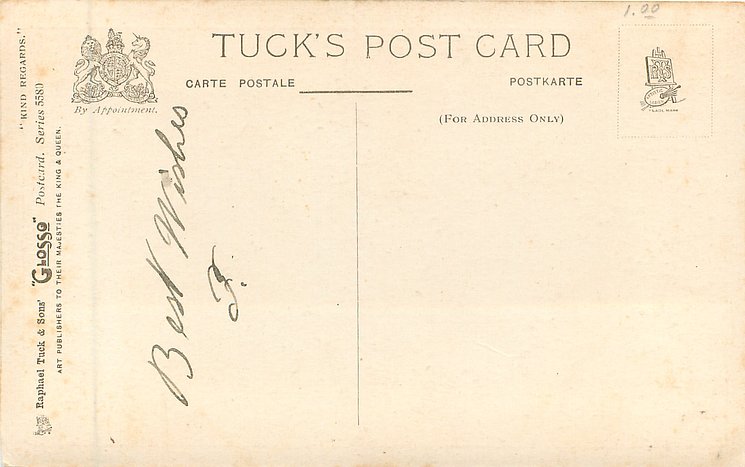 1.00
TUCK'S POST CARD
CARTE POSTALE
POSTKARTE
(FOR ADDRESS ONLY)
By Appointment.
"KIND REGARDS."
Raphael Tuck & Sons' "GLOSSO" Postcard. Series 5580
ART PUBLISHERS TO THEIR MAJESTIES THE KING & QUEEN.
TRADE MARK
Best Wishes
F.